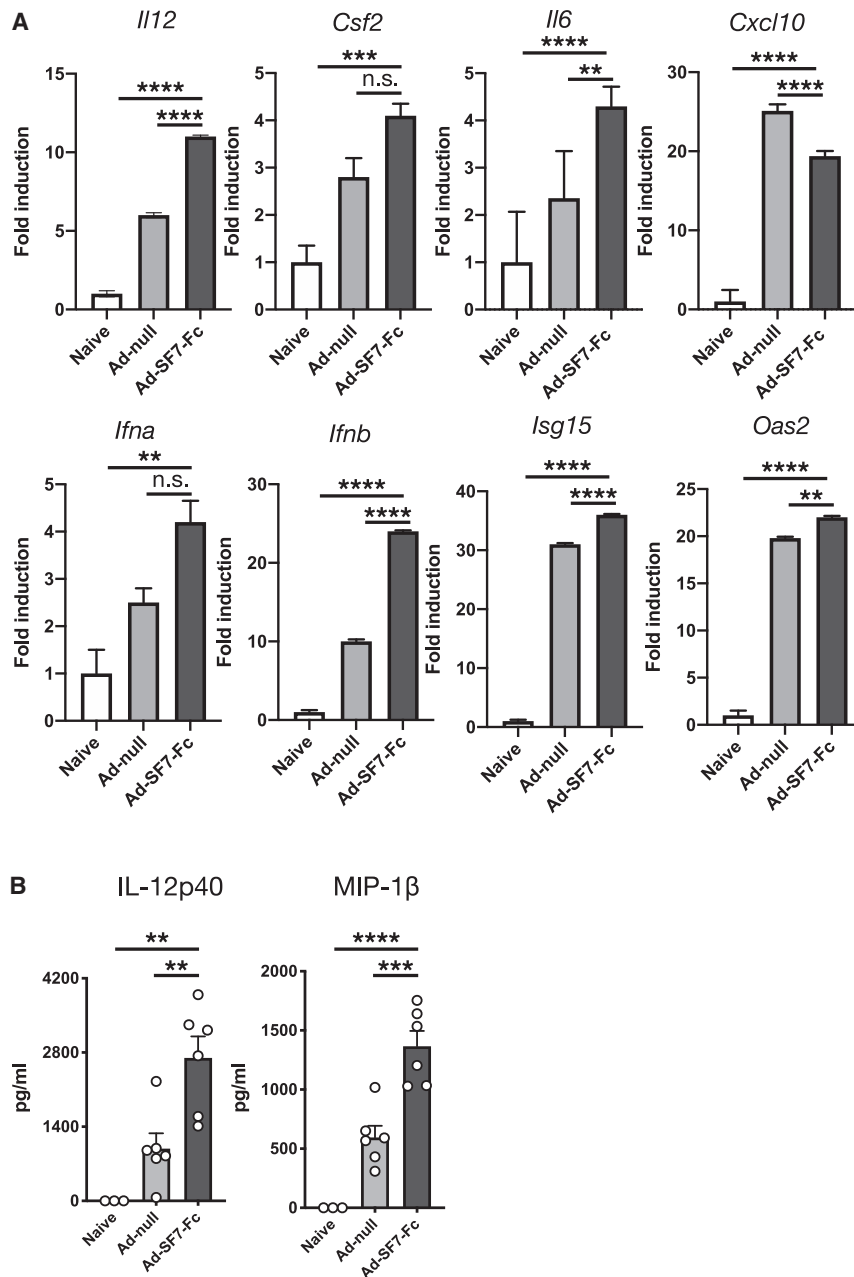 A
Il12
Csf2
Il6
Cxcl10
****
****
15
10
5
0
Fold induction
Naive
Ad-null
Ad-SF7-Fc
***
n.s.
5
4
3
2
1
0
Fold induction
Naive
Ad-null
Ad-SF7-Fc
****
**
5
4
3
2
1
0
Fold induction
Naive
Ad-null
Ad-SF7-Fc
****
****
30
20
10
0
Fold induction
Naive
Ad-null
Ad-SF7-Fc
Ifna
Ifnb
Isg15
Oas2
**
n.s.
5
4
3
2
1
0
Fold induction
Naive
Ad-null
Ad-SF7-Fc
****
****
30
20
10
0
Fold induction
Naive
Ad-null
Ad-SF7-Fc
****
****
40
30
20
10
0
Fold induction
Naive
Ad-null
Ad-SF7-Fc
****
**
25
20
15
10
5
0
Fold induction
Naive
Ad-null
Ad-SF7-Fc
B
IL-12p40
MIP-1β
**
**
4200
2800
1400
0
pg/ml
Naive
Ad-null
Ad-SF7-Fc
****
***
2000
1500
1000
500
0
pg/ml
Naive
Ad-null
Ad-SF7-Fc